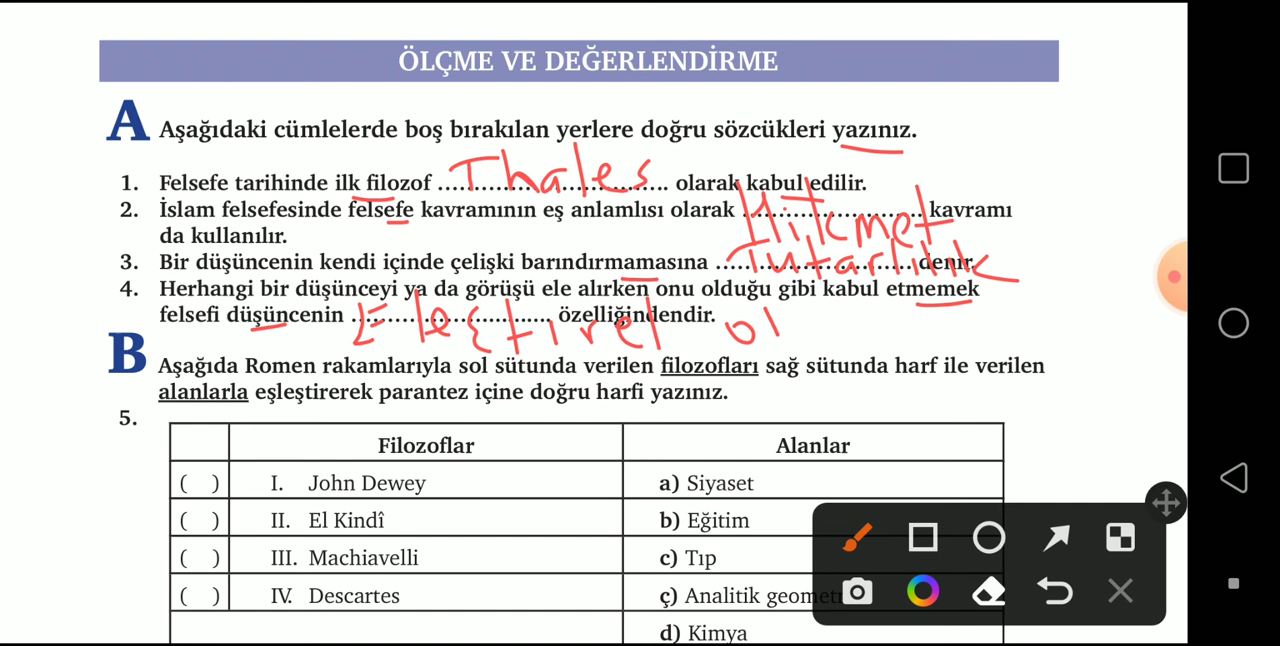 ÖLÇME VE DEĞERLENDİRME
A Aşağıdaki cümlelerde boş bırakılan yerlere doğru sözcükleri yazınız.
1. Felsefe tarihinde ilk filozof Thales olarak kabul edilir.
2. İslam felsefesinde felsefe kavramının eş anlamlısı olarak Hikmet kavramı
da kullanılır.
3. Bir düşüncenin kendi içinde çelişki barındırmamasına Tutarlılık denir.
4. Herhangi bir düşünceyi ya da görüşü ele alırken onu olduğu gibi kabul etmemek
felsefi düşüncenin Eleştirel ol özelliğindendir.
B Aşağıda Romen rakamlarıyla sol sütunda verilen filozofları sağ sütunda harf ile verilen
alanlarla eşleştirerek parantez içine doğru harfi yazınız.
5.
Filozoflar Alanlar
( ) I. John Dewey a) Siyaset
( ) II. El Kindî b) Eğitim
( ) III. Machiavelli c) Tıp
( ) IV. Descartes ç) Analitik geometri
d) Kimya